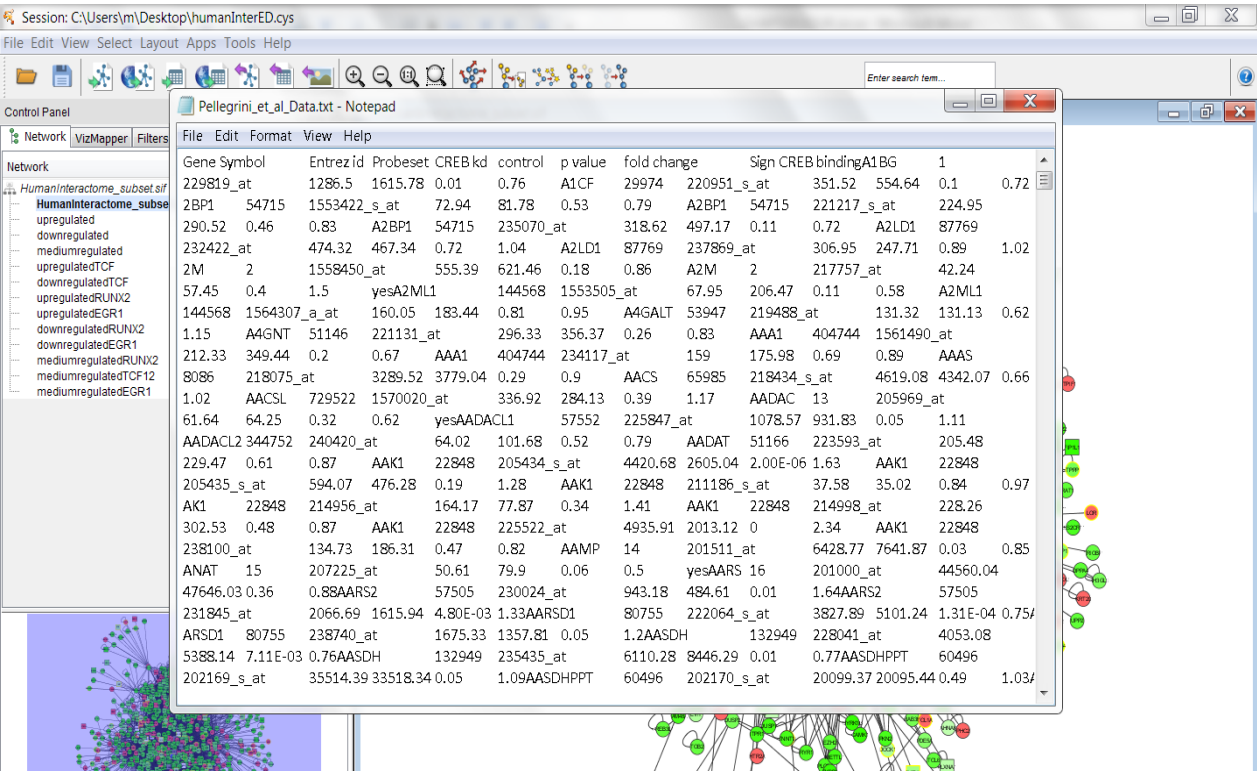 Session: C:\Users\m\Desktop\humanInterED.cys
File Edit View Select Layout Apps Tools Help
Enter search term...
Control Panel
Network VizMapper Filters
Network
HumanInteractome_subset.sif
HumanInteractome_subse
upregulated
downregulated
mediumregulated
upregulatedTCF
downregulatedTCF
upregulatedRUNX2
upregulatedEGR1
downregulatedRUNX2
downregulatedEGR1
mediumregulatedRUNX2
mediumregulatedTCF12
mediumregulatedEGR1
Pellegrini_et_al_Data.txt - Notepad
File Edit Format View Help
Gene Symbol Entrez id Probeset CREB kd control p value fold change Sign CREB bindingA1BG 1
229819_at 1286.5 1615.78 0.01 0.76 A1CF 29974 220951_s_at 351.52 554.64 0.1 0.72
2BP1 54715 1553422_s_at 72.94 81.78 0.53 0.79 A2BP1 54715 221217_s_at 224.95
290.52 0.46 0.83 A2BP1 54715 235070_at 318.62 497.17 0.11 0.72 A2LD1 87769
232422_at 474.32 467.34 0.72 1.04 A2LD1 87769 237869_at 306.95 247.71 0.89 1.02
2M 2 1558450_at 555.39 621.46 0.18 0.86 A2M 2 217757_at 42.24
57.45 0.4 1.5 yesA2ML1 144568 1553505_at 67.95 206.47 0.11 0.58 A2ML1
144568 1564307_a_at 160.05 183.44 0.81 0.95 A4GALT 53947 219488_at 131.32 131.13 0.62
1.15 A4GNT 51146 221131_at 296.33 356.37 0.26 0.83 AAA1 404744 1561490_at
212.33 349.44 0.2 0.67 AAA1 404744 234117_at 159 175.98 0.69 0.89 AAAS
8086 218075_at 3289.52 3779.04 0.29 0.9 AACS 65985 218434_s_at 4619.08 4342.07 0.66
1.02 AACSL 729522 1570020_at 336.92 284.13 0.39 1.17 AADAC 13 205969_at
61.64 64.25 0.32 0.62 yesAADACL1 57552 225847_at 1078.57 931.83 0.05 1.11
AADACL2 344752 240420_at 64.02 101.68 0.52 0.79 AADAT 51166 223593_at 205.48
229.47 0.61 0.87 AAK1 22848 205434_s_at 4420.68 2605.04 2.00E-00 1.63 AAK1 22848
205435_s_at 594.07 476.28 0.19 1.28 AAK1 22848 211186_s_at 37.58 35.02 0.84 0.97
AK1 22848 214956_at 164.17 77.87 0.34 1.41 AAK1 22848 214998_at 228.26
302.53 0.48 0.87 AAK1 22848 225522_at 4935.91 2013.12 0 2.34 AAK1 22848
238100_at 134.73 186.31 0.47 0.82 AAMP 14 201511_at 6428.77 7641.87 0.03 0.85
ANAT 15 207225_at 50.61 79.9 0.06 0.5 yesAARS 16 201000_at 44560.04
47646.03 0.36 0.88AARS2 57505 230024_at 943.18 484.61 0.01 1.64AARS2 57505
231845_at 2066.69 1615.94 4.80E-03 1.33AARSD1 80755 222064_s_at 3827.89 5101.24 1.31E-04 0.75
ARSD1 80755 238740_at 1675.33 1357.81 0.05 1.2AASDH 132949 228041_at 4053.08
5388.14 7.11E-03 0.76AASDH 132949 235435_at 6110.28 8446.29 0.01 0.77AASDHPPT 60496
202169_s_at 35514.39 33518.34 0.05 1.09AASDHPPT 60496 202170_s_at 20099.37 20095.44 0.49 1.03